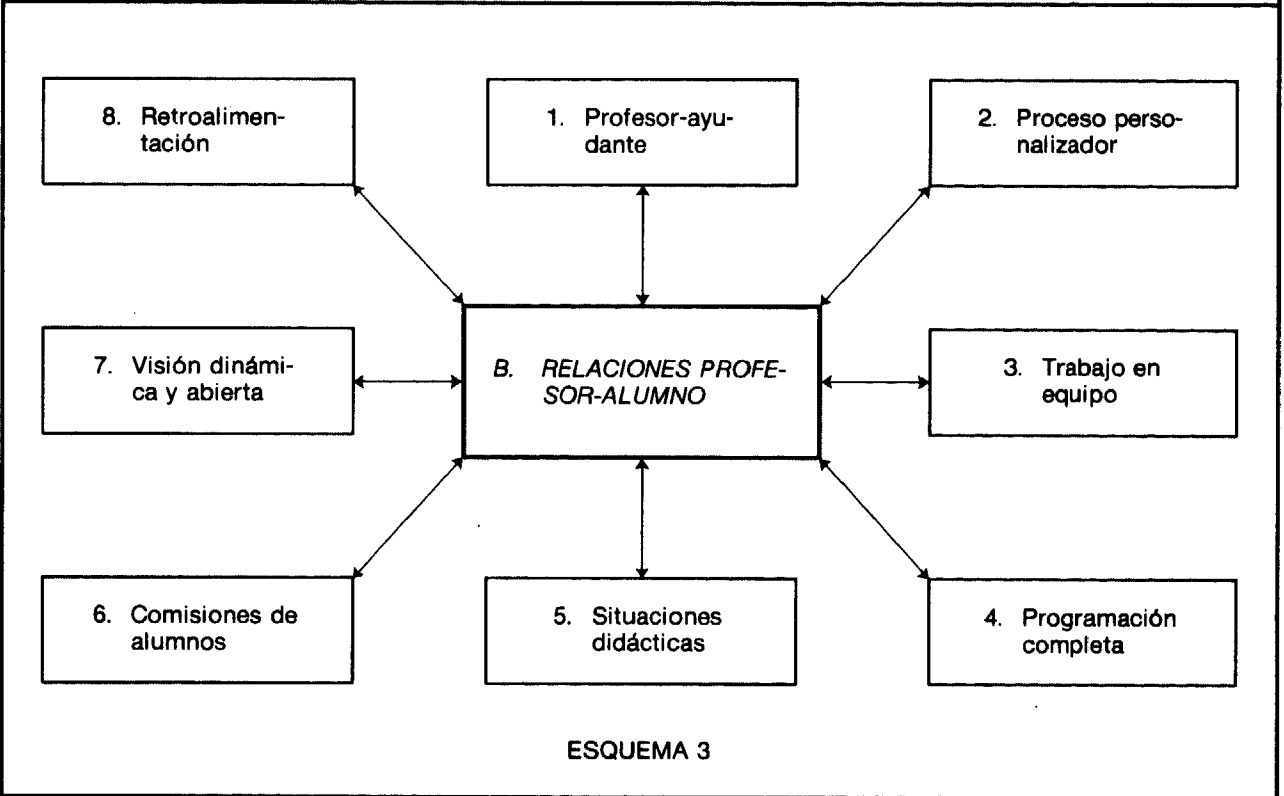 8. Retroalimen-
tación
1. Profesor-ayu-
dante
2. Proceso perso-
nalizador
7. Visión dinámi-
ca y abierta
B. RELACIONES PROFE-
SOR-ALUMNO
3. Trabajo en
equipo
6. Comisiones de
alumnos
5. Situaciones
didácticas
4. Programación
completa
ESQUEMA 3